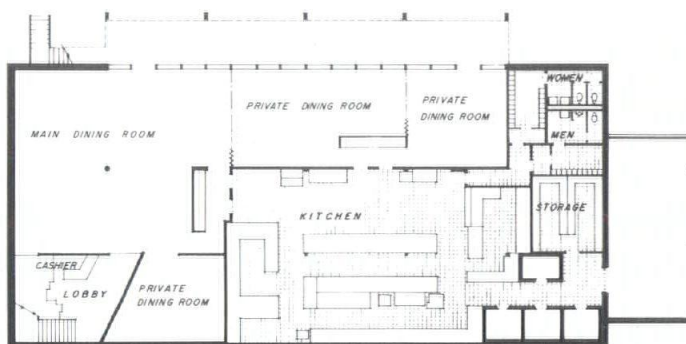 WOMEN
PRIVATE DINING ROOM
PRIVATE
DINING ROOM
MAIN DINING ROOM
MEN
STORAGE
KITCHEN
CASHIER
LOBBY
PRIVATE
DINING ROOM